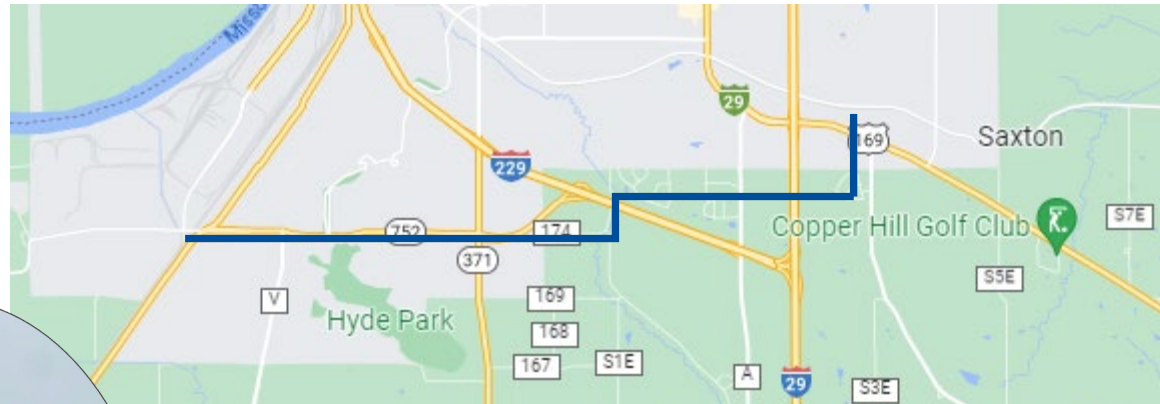 Misso
29
169
Saxton
229
Copper Hill Golf Club
S7E
752
174
371
S5E
V
169
Hyde Park
168
167
S1E
A
29
S3E